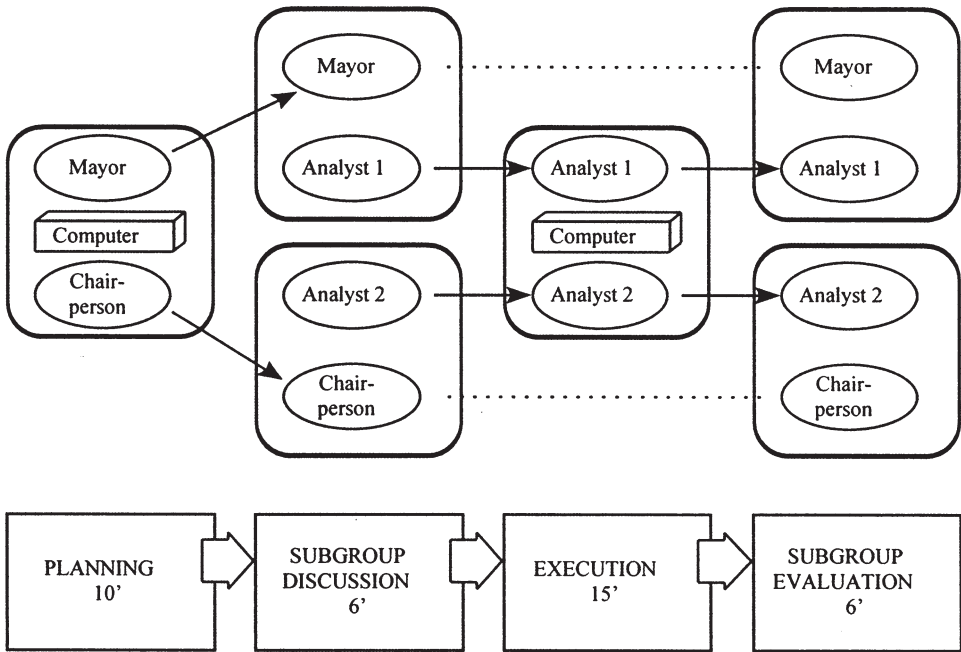 Mayor
Analyst 1
Mayor
Computer
Chair-
person
Analyst 2
Chair-
person
Analyst 1
Computer
Analyst 2
Mayor
Analyst 1
Analyst 2
Chair-
person
PLANNING
10’
SUBGROUP
DISCUSSION
6’
EXECUTION
15’
SUBGROUP
EVALUATION
6’